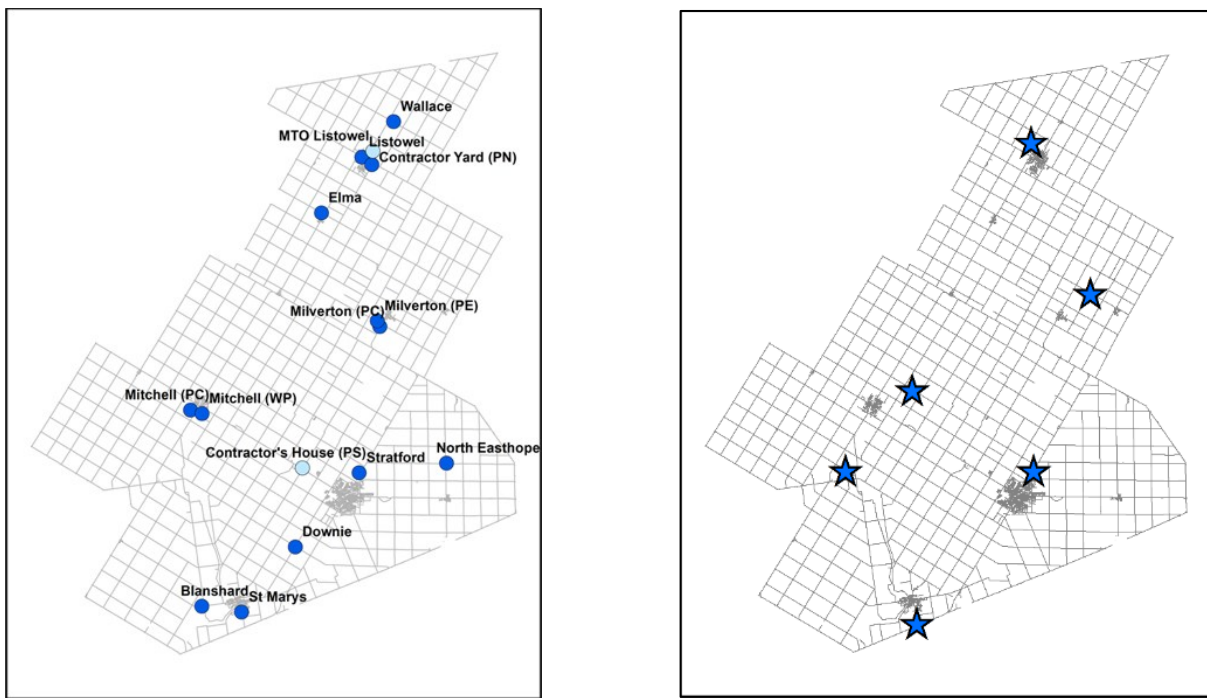 Wallace
MTO Listowel
Listowel
Contractor Yard (PN)
Elma
Milverton (PC)
Milverton (PE)
Mitchell (PC)
Mitchell (WP)
Contractor's House (PS)
Stratford
North Easthope
Downie
Blanshard
St Marys